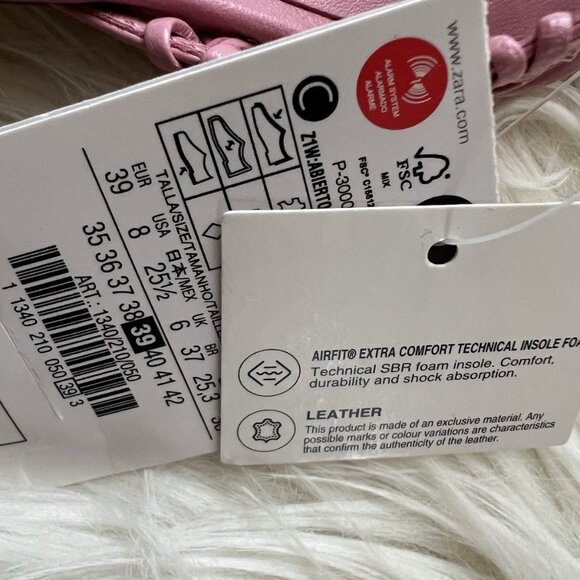 www.zara.com
ALARM SYSTEM
ALARMADO
ALARME
C
FSC
MIX
Z1W:ABIERTO
TALLA/SIZE/TAMANHO/TAILLE
EUR USA 日本/MEX UK BR
39 8 25½ 6 37 25,3
35 36 37 38 39 40 41 42
ART.: 1340/210/050
1 1340 210 050 39 3
AIRFIT® EXTRA COMFORT TECHNICAL INSOLE FOA
Technical SBR foam insole. Comfort,
durability and shock absorption.
LEATHER
This product is made of an exclusive material. Any
possible marks or colour variations are characteristics
that confirm the authenticity of the leather.